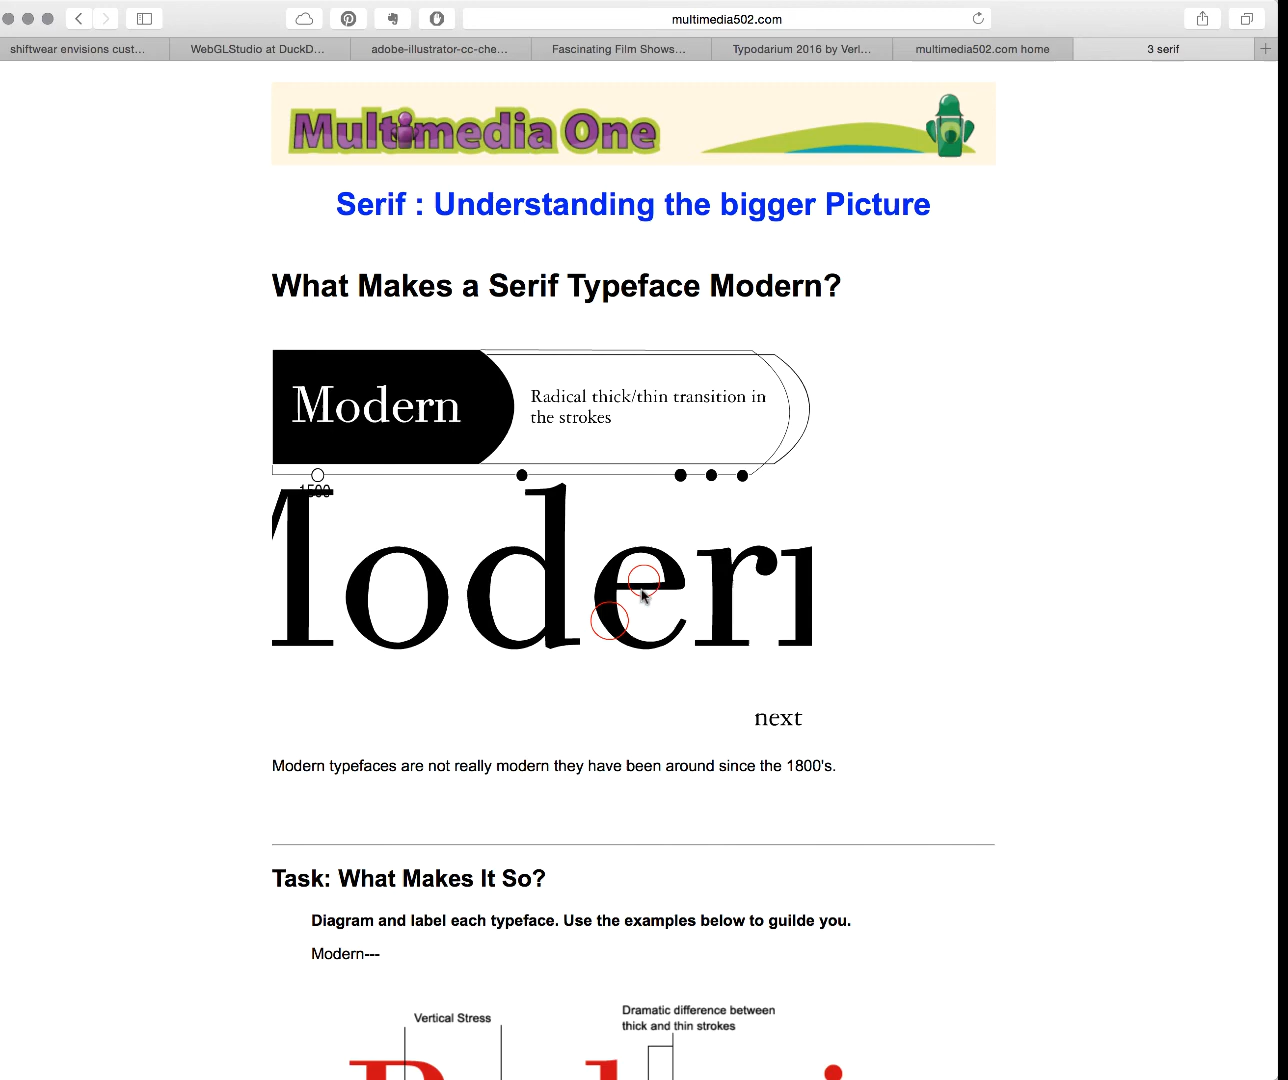 multimedia502.com
shiftwear envisions cust...
WebGLStudio at DuckD...
adobe-illustrator-cc-che...
Fascinating Film Shows...
Typodarium 2016 by Verl...
multimedia502.com home
3 serif
Multimedia One
Serif : Understanding the bigger Picture
What Makes a Serif Typeface Modern?
Modern
Radical thick/thin transition in
the strokes
1500
Modern
next
Modern typefaces are not really modern they have been around since the 1800's.
Task: What Makes It So?
Diagram and label each typeface. Use the examples below to guilde you.
Modern---
Vertical Stress
Dramatic difference between
thick and thin strokes